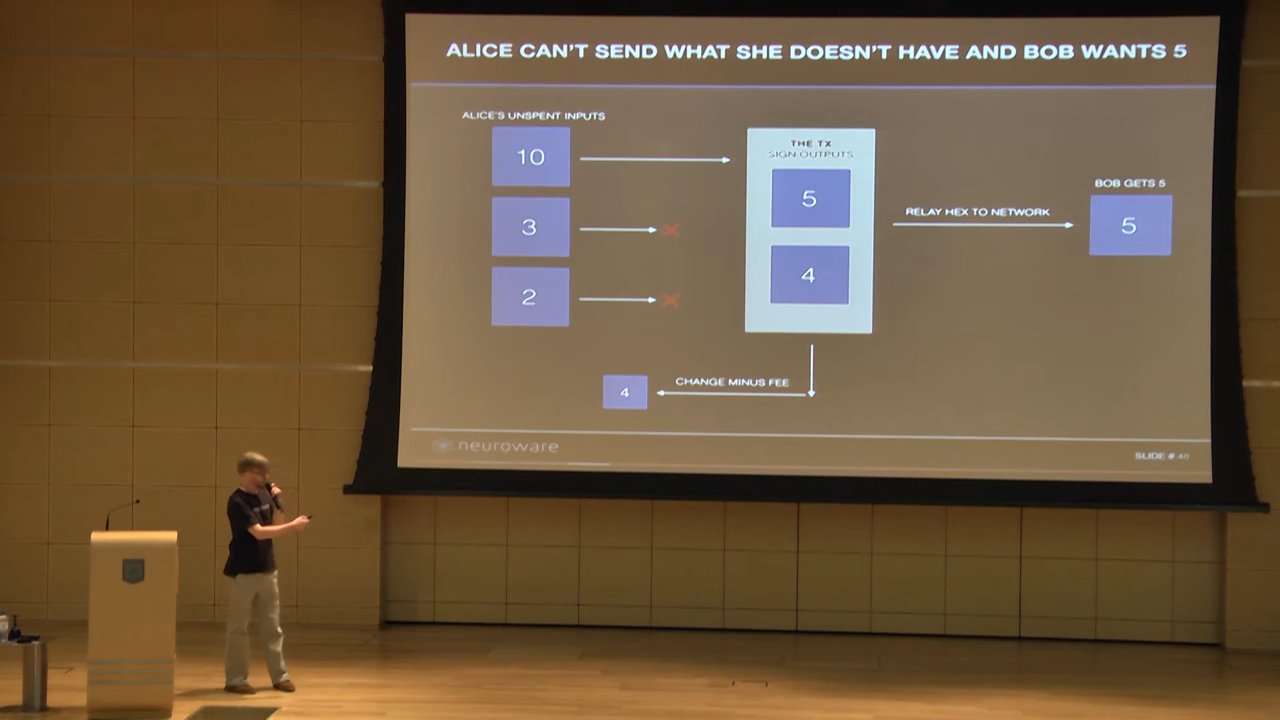 ALICE CAN'T SEND WHAT SHE DOESN'T HAVE AND BOB WANTS 5
ALICE'S UNSPENT INPUTS
10
3
2
THE TX
SIGN OUTPUTS
5
4
RELAY HEX TO NETWORK
BOB GETS 5
5
CHANGE MINUS FEE
4
neuroware
SLIDE # 40